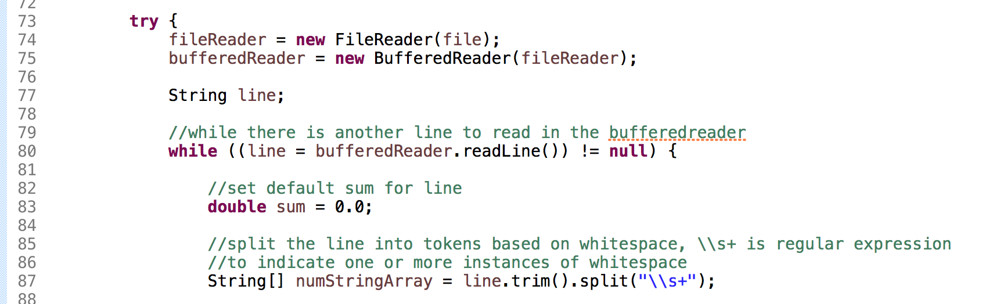 72
73 try {
74 fileReader = new FileReader(file);
75 bufferedReader = new BufferedReader(fileReader);
76
77 String line;
78
79 //while there is another line to read in the bufferedreader
80 while ((line = bufferedReader.readLine()) != null) {
81
82 //set default sum for line
83 double sum = 0.0;
84
85 //split the line into tokens based on whitespace, \\s+ is regular expression
86 //to indicate one or more instances of whitespace
87 String[] numStringArray = line.trim().split("\\s+");
88